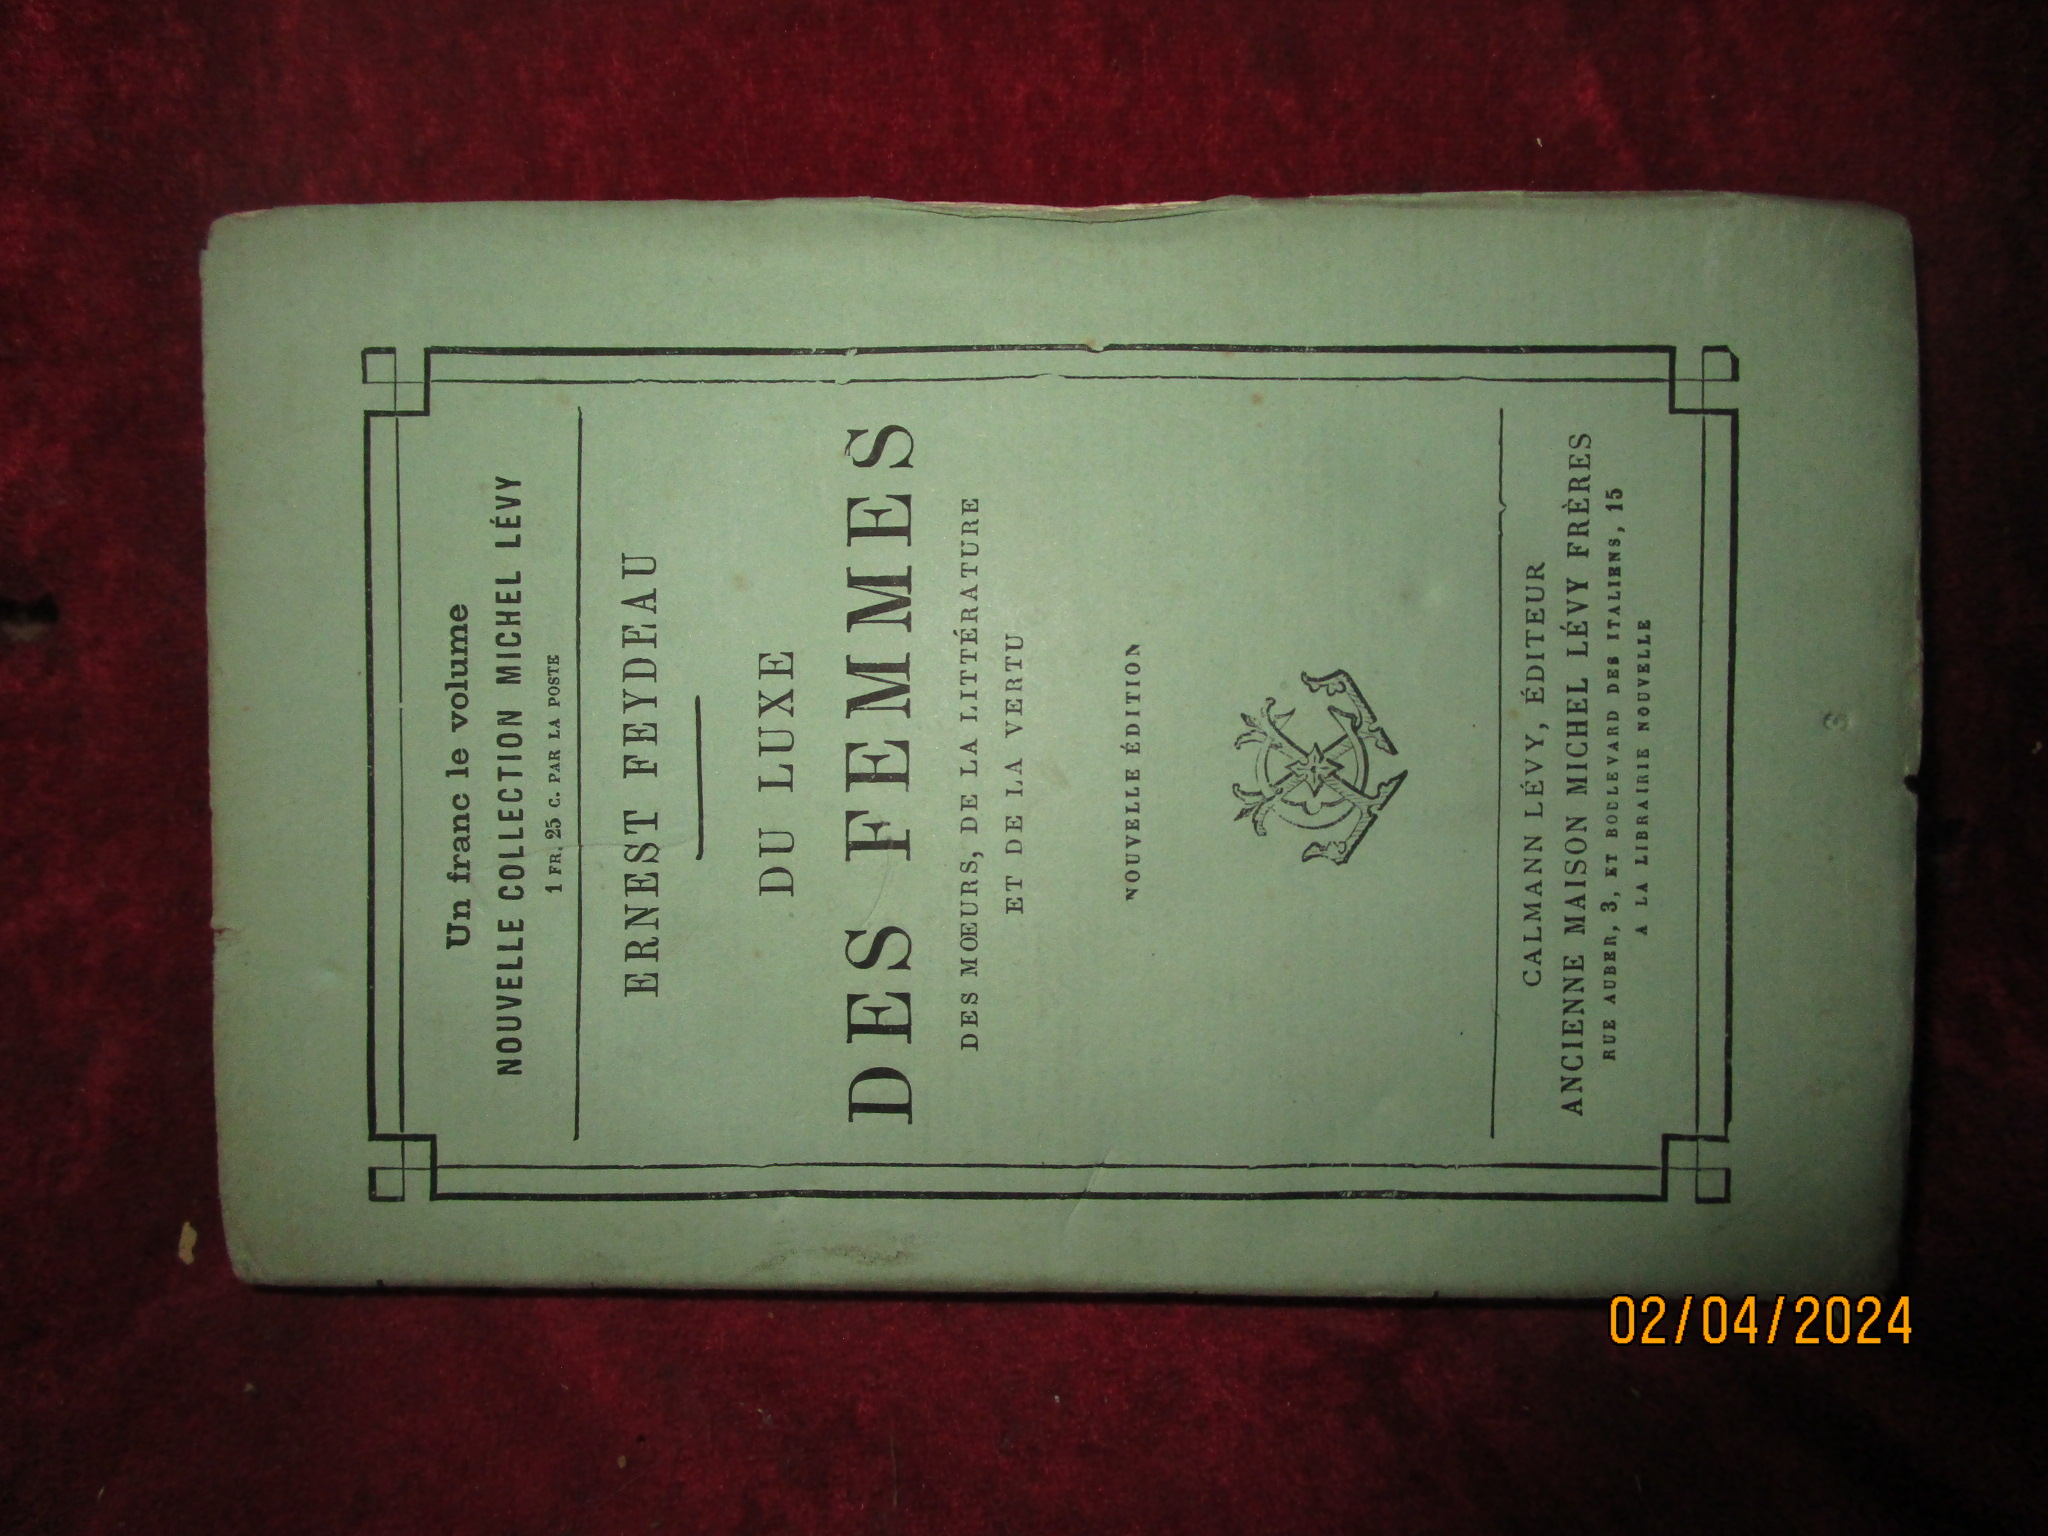 Un franc le volume
NOUVELLE COLLECTION MICHEL LÉVY
1 FR. 25 C. PAR LA POSTE
ERNEST FEYDEAU
DU LUXE
DES FEMMES
DES MŒURS, DE LA LITTÉRATURE
ET DE LA VERTU
NOUVELLE ÉDITION
CALMANN LÉVY, ÉDITEUR
ANCIENNE MAISON MICHEL LÉVY FRÈRES
RUE AUBER, 3, ET BOULEVARD DES ITALIENS, 15
A LA LIBRAIRIE NOUVELLE
02/04/2024